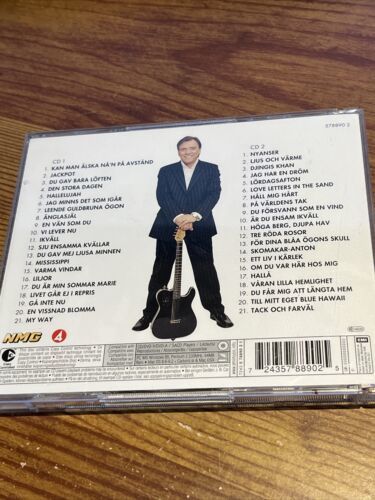 578890 2
CD 1
1. KAN MAN ÄLSKA NÅ'N PÅ AVSTÅND
2. JACKPOT
3. DU GAV BARA LÖFTEN
4. DEN STORA DAGEN
5. HALLELUJAH
6. JAG MINNS DET SOM IGÅR
7. LEENDE GULDBRUNA ÖGON
8. ÄNGLASJÄL
9. EN VÄN SOM DU
10. VI LEVER NU
11. IKVÄLL
12. SJU ENSAMMA KVÄLLAR
13. DU GAV MEJ LJUSA MINNEN
14. MISSISSIPPI
15. VARMA VINDAR
16. LILJOR
17. DU ÄR MIN SOMMAR MARIE
18. LIVET GÅR EJ I REPRIS
19. GÅ INTE NU
20. EN VISSNAD BLOMMA
21. MY WAY
CD 2
1. NYANSER
2. LJUS OCH VÄRME
3. DJINGIS KHAN
4. JAG HAR EN DRÖM
5. LÖRDAGSAFTON
6. LOVE LETTERS IN THE SAND
7. HÅLL MIG HÅRT
8. PÅ VÄRLDENS TAK
9. DU FÖRSVANN SOM EN VIND
10. ÄR DU ENSAM IKVÄLL
11. HÖGA BERG, DJUPA HAV
12. TRE RÖDA ROSOR
13. FÖR DINA BLÅA ÖGONS SKULL
14. SKOMAKAR-ANTON
15. ETT LIV I KÄRLEK
16. OM DU VAR HÄR HOS MIG
17. HALLÅ
18. VÅRAN LILLA HEMLIGHET
19. DU FÅR MIG ATT LÄNGTA HEM
20. TILL MITT EGET BLUE HAWAII
21. TACK OCH FARVÄL
NMG 4
EMI
7 24357 88902 5